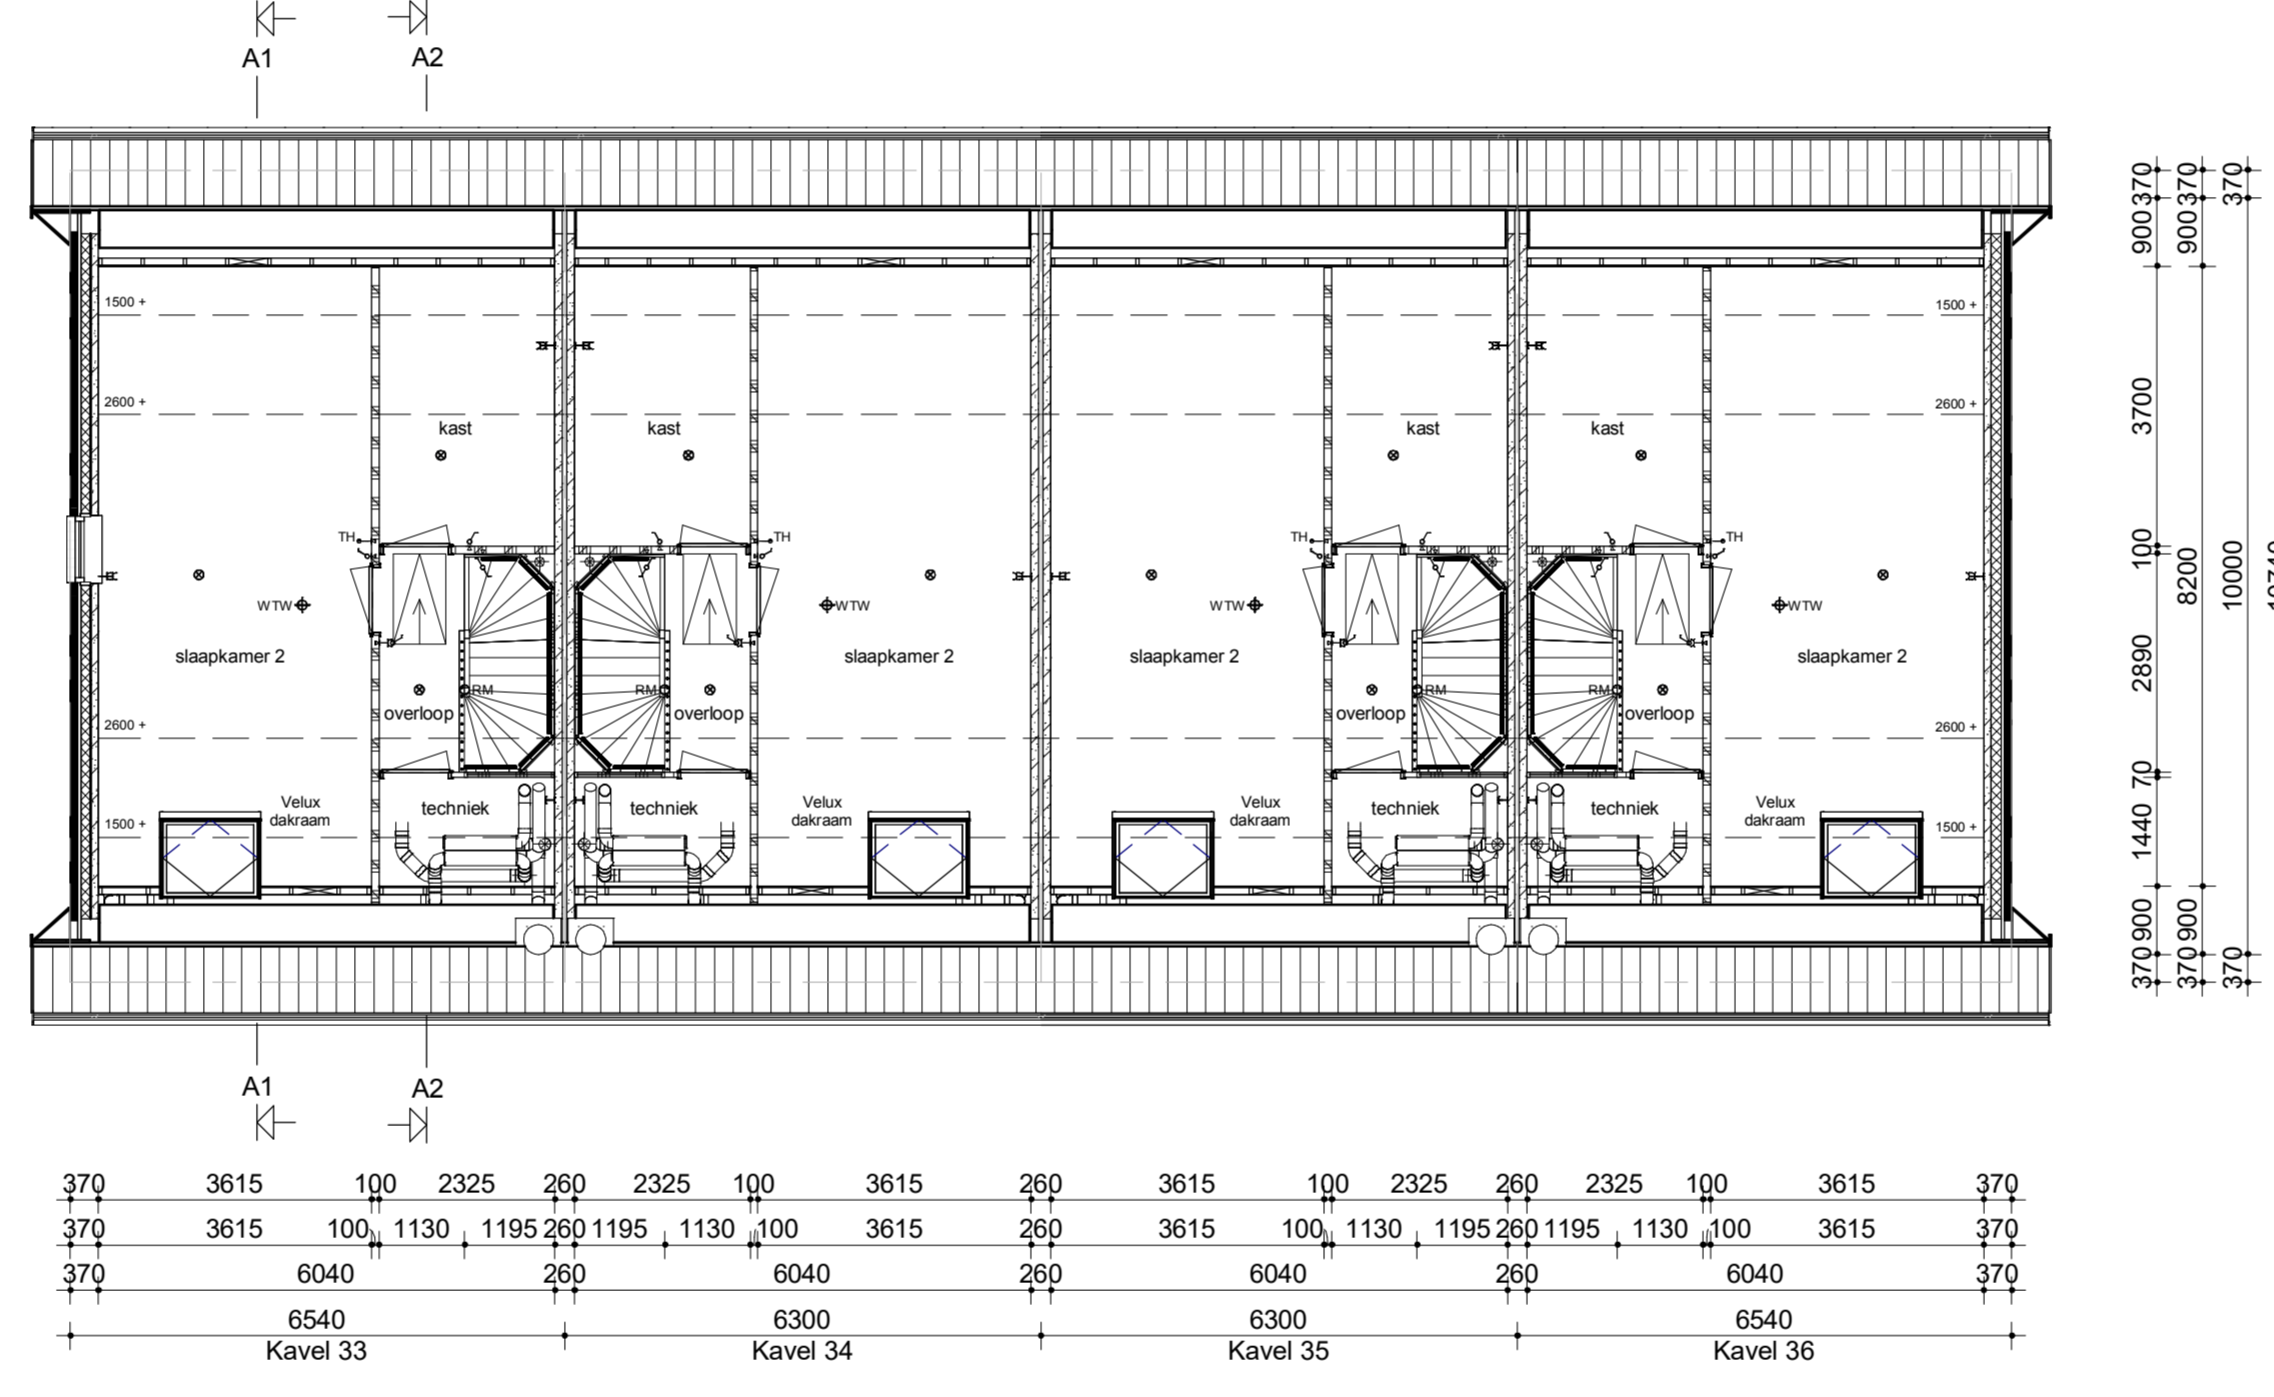 A1 A2
1500 + 1500 +
2600 + 2600 +
kast kast kast kast
TH TH TH TH
WTW WTW WTW WTW
slaapkamer 2 slaapkamer 2 slaapkamer 2 slaapkamer 2
RM RM RM RM
overloop overloop overloop overloop
2600 + 2600 +
Velux Velux Velux Velux
dakraam dakraam dakraam dakraam
techniek techniek techniek techniek
1500 + 1500 +
A1 A2
370 3615 100 2325 260 2325 100 3615 260 3615 100 2325 260 2325 100 3615 370
370 3615 100 1130 1195 260 1195 1130 100 3615 260 3615 100 1130 1195 260 1195 1130 100 3615 370
370 6040 260 6040 260 6040 260 6040 370
6540 6300 6300 6540
Kavel 33 Kavel 34 Kavel 35 Kavel 36
370 900 1440 70 2890 100 3700 900 370
370 900 8200 900 370
370 10000 370